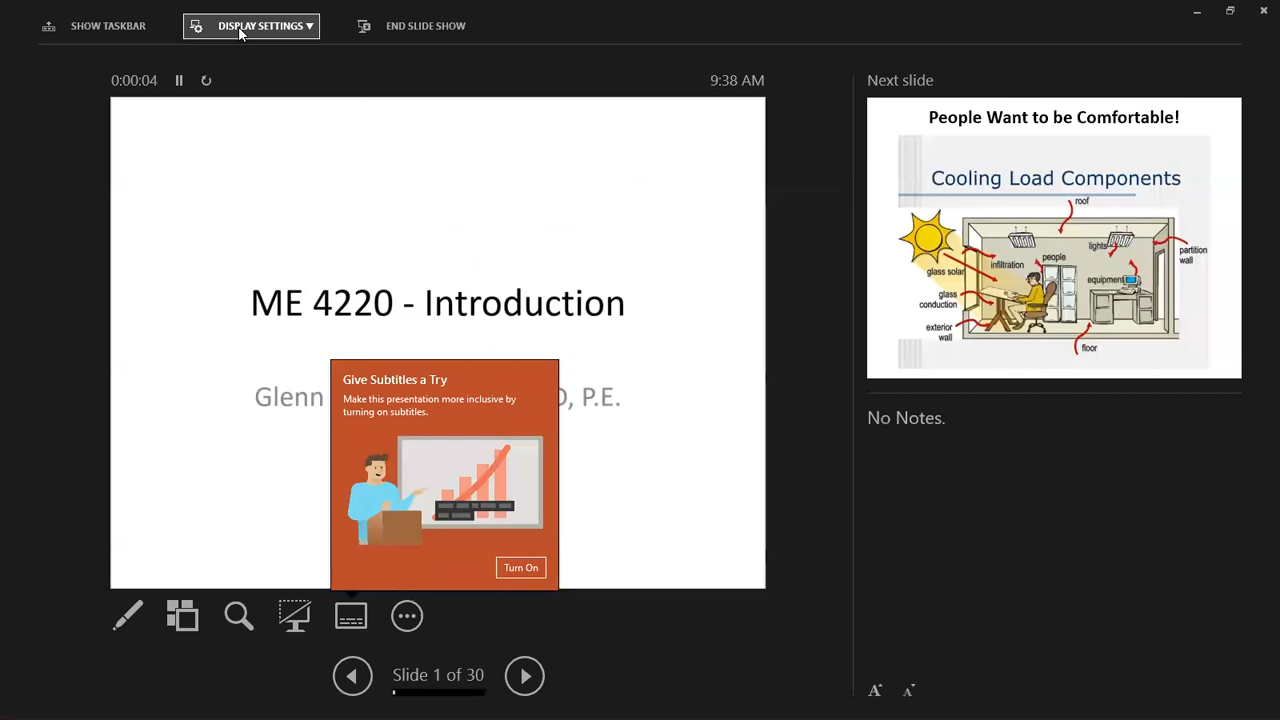 SHOW TASKBAR
DISPLAY SETTINGS ▾
END SLIDE SHOW
0:00:04
9:38 AM
ME 4220 - Introduction
Glenn
, P.E.
Give Subtitles a Try
Make this presentation more inclusive by
turning on subtitles.
Turn On
Slide 1 of 30
Next slide
People Want to be Comfortable!
Cooling Load Components
roof
lights
partition
wall
people
infiltration
glass solar
equipment
glass
conduction
exterior
wall
floor
No Notes.
A
A